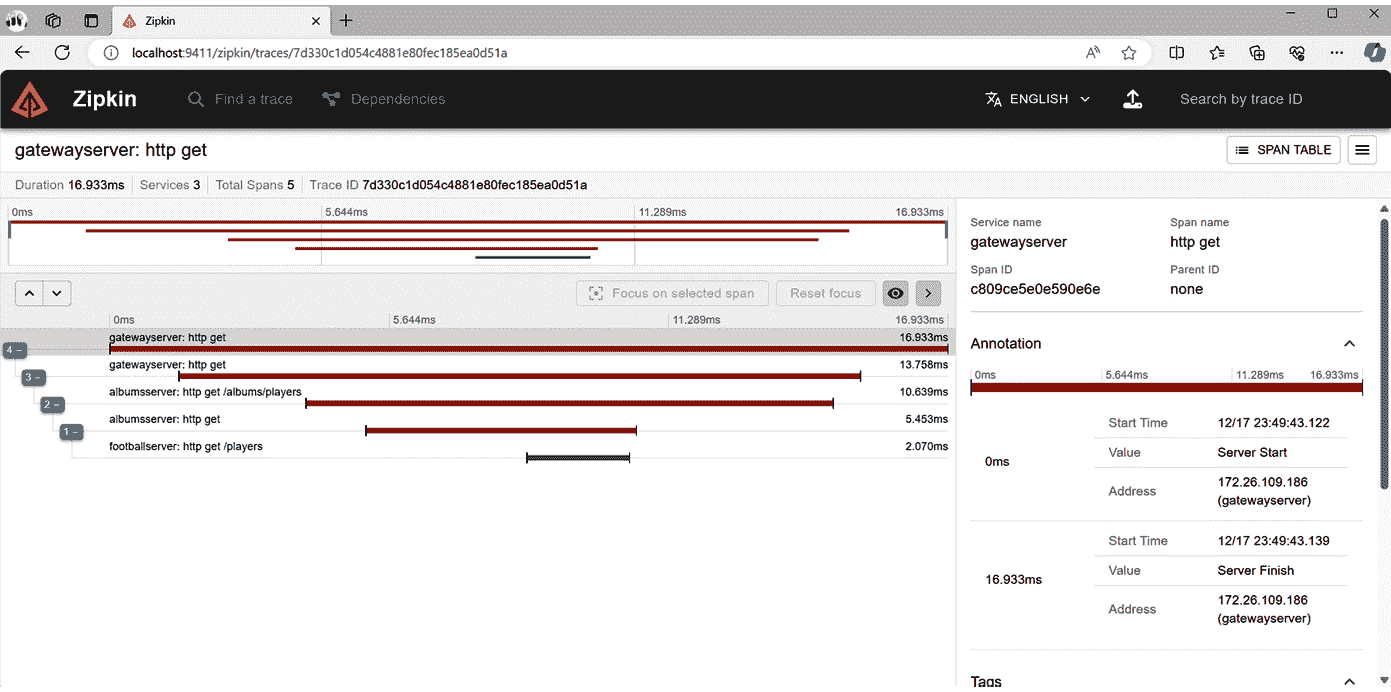 Zipkin
localhost:9411/zipkin/traces/7d330c1d054c4881e80fec185ea0d51a
Zipkin
Find a trace
Dependencies
ENGLISH
Search by trace ID
gatewayserver: http get
SPAN TABLE
Duration 16.933ms Services 3 Total Spans 5 Trace ID 7d330c1d054c4881e80fec185ea0d51a
0ms 5.644ms 11.289ms 16.933ms
Focus on selected span
Reset focus
0ms 5.644ms 11.289ms 16.933ms
gatewayserver: http get 16.933ms
4 −
gatewayserver: http get 13.758ms
3 −
albumsserver: http get /albums/players 10.639ms
2 −
albumsserver: http get 5.453ms
1 −
footballserver: http get /players 2.070ms
Service name Span name
gatewayserver http get
Span ID Parent ID
c809ce5e0e590e6e none
Annotation
0ms 5.644ms 11.289ms 16.933ms
Start Time 12/17 23:49:43.122
0ms
Value Server Start
Address 172.26.109.186
(gatewayserver)
Start Time 12/17 23:49:43.139
16.933ms
Value Server Finish
Address 172.26.109.186
(gatewayserver)
Tags